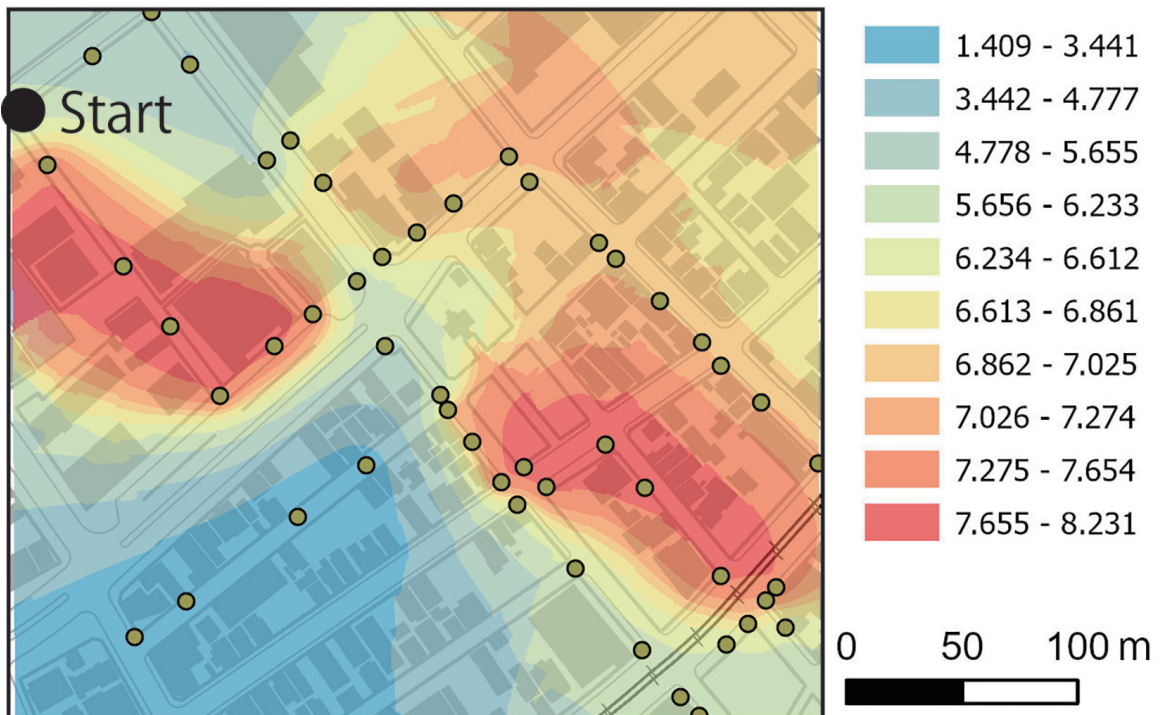 Start
1.409 - 3.441
3.442 - 4.777
4.778 - 5.655
5.656 - 6.233
6.234 - 6.612
6.613 - 6.861
6.862 - 7.025
7.026 - 7.274
7.275 - 7.654
7.655 - 8.231
0 50 100 m